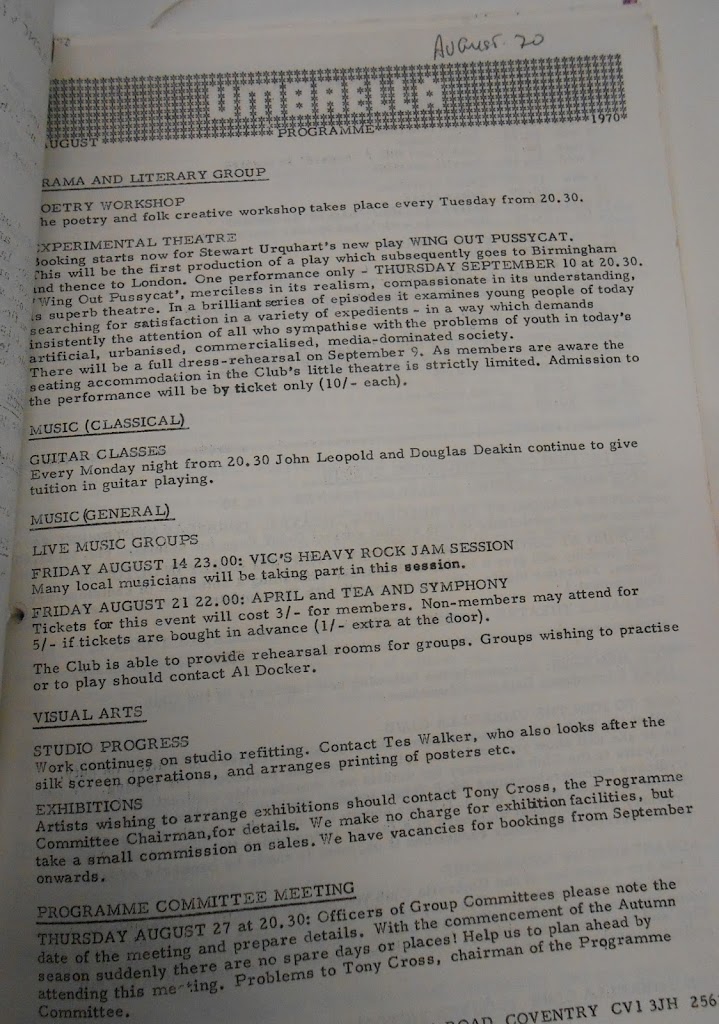 August 20
UMBRELLA
UGUST PROGRAMME 1970
RAMA AND LITERARY GROUP
OETRY WORKSHOP
he poetry and folk creative workshop takes place every Tuesday from 20.30.
EXPERIMENTAL THEATRE
Booking starts now for Stewart Urquhart's new play WING OUT PUSSYCAT.
This will be the first production of a play which subsequently goes to Birmingham
and thence to London. One performance only - THURSDAY SEPTEMBER 10 at 20.30.
'Wing Out Pussycat', merciless in its realism, compassionate in its understanding,
is superb theatre. In a brilliant series of episodes it examines young people of today
searching for satisfaction in a variety of expedients - in a way which demands
insistently the attention of all who sympathise with the problems of youth in today's
artificial, urbanised, commercialised, media-dominated society.
There will be a full dress-rehearsal on September 9. As members are aware the
seating accommodation in the Club's little theatre is strictly limited. Admission to
the performance will be by ticket only (10/- each).
MUSIC (CLASSICAL)
GUITAR CLASSES
Every Monday night from 20.30 John Leopold and Douglas Deakin continue to give
tuition in guitar playing.
MUSIC (GENERAL)
LIVE MUSIC GROUPS
FRIDAY AUGUST 14 23.00: VIC'S HEAVY ROCK JAM SESSION
Many local musicians will be taking part in this session.
FRIDAY AUGUST 21 22.00: APRIL and TEA AND SYMPHONY
Tickets for this event will cost 3/- for members. Non-members may attend for
5/- if tickets are bought in advance (1/- extra at the door).
The Club is able to provide rehearsal rooms for groups. Groups wishing to practise
or to play should contact Al Docker.
VISUAL ARTS
STUDIO PROGRESS
Work continues on studio refitting. Contact Tes Walker, who also looks after the
silk screen operations, and arranges printing of posters etc.
EXHIBITIONS
Artists wishing to arrange exhibitions should contact Tony Cross, the Programme
Committee Chairman, for details. We make no charge for exhibition facilities, but
take a small commission on sales. We have vacancies for bookings from September
onwards.
PROGRAMME COMMITTEE MEETING
THURSDAY AUGUST 27 at 20.30: Officers of Group Committees please note the
date of the meeting and prepare details. With the commencement of the Autumn
season suddenly there are no spare days or places! Help us to plan ahead by
attending this meeting. Problems to Tony Cross, chairman of the Programme
Committee.
ROAD COVENTRY CV1 3JH 256